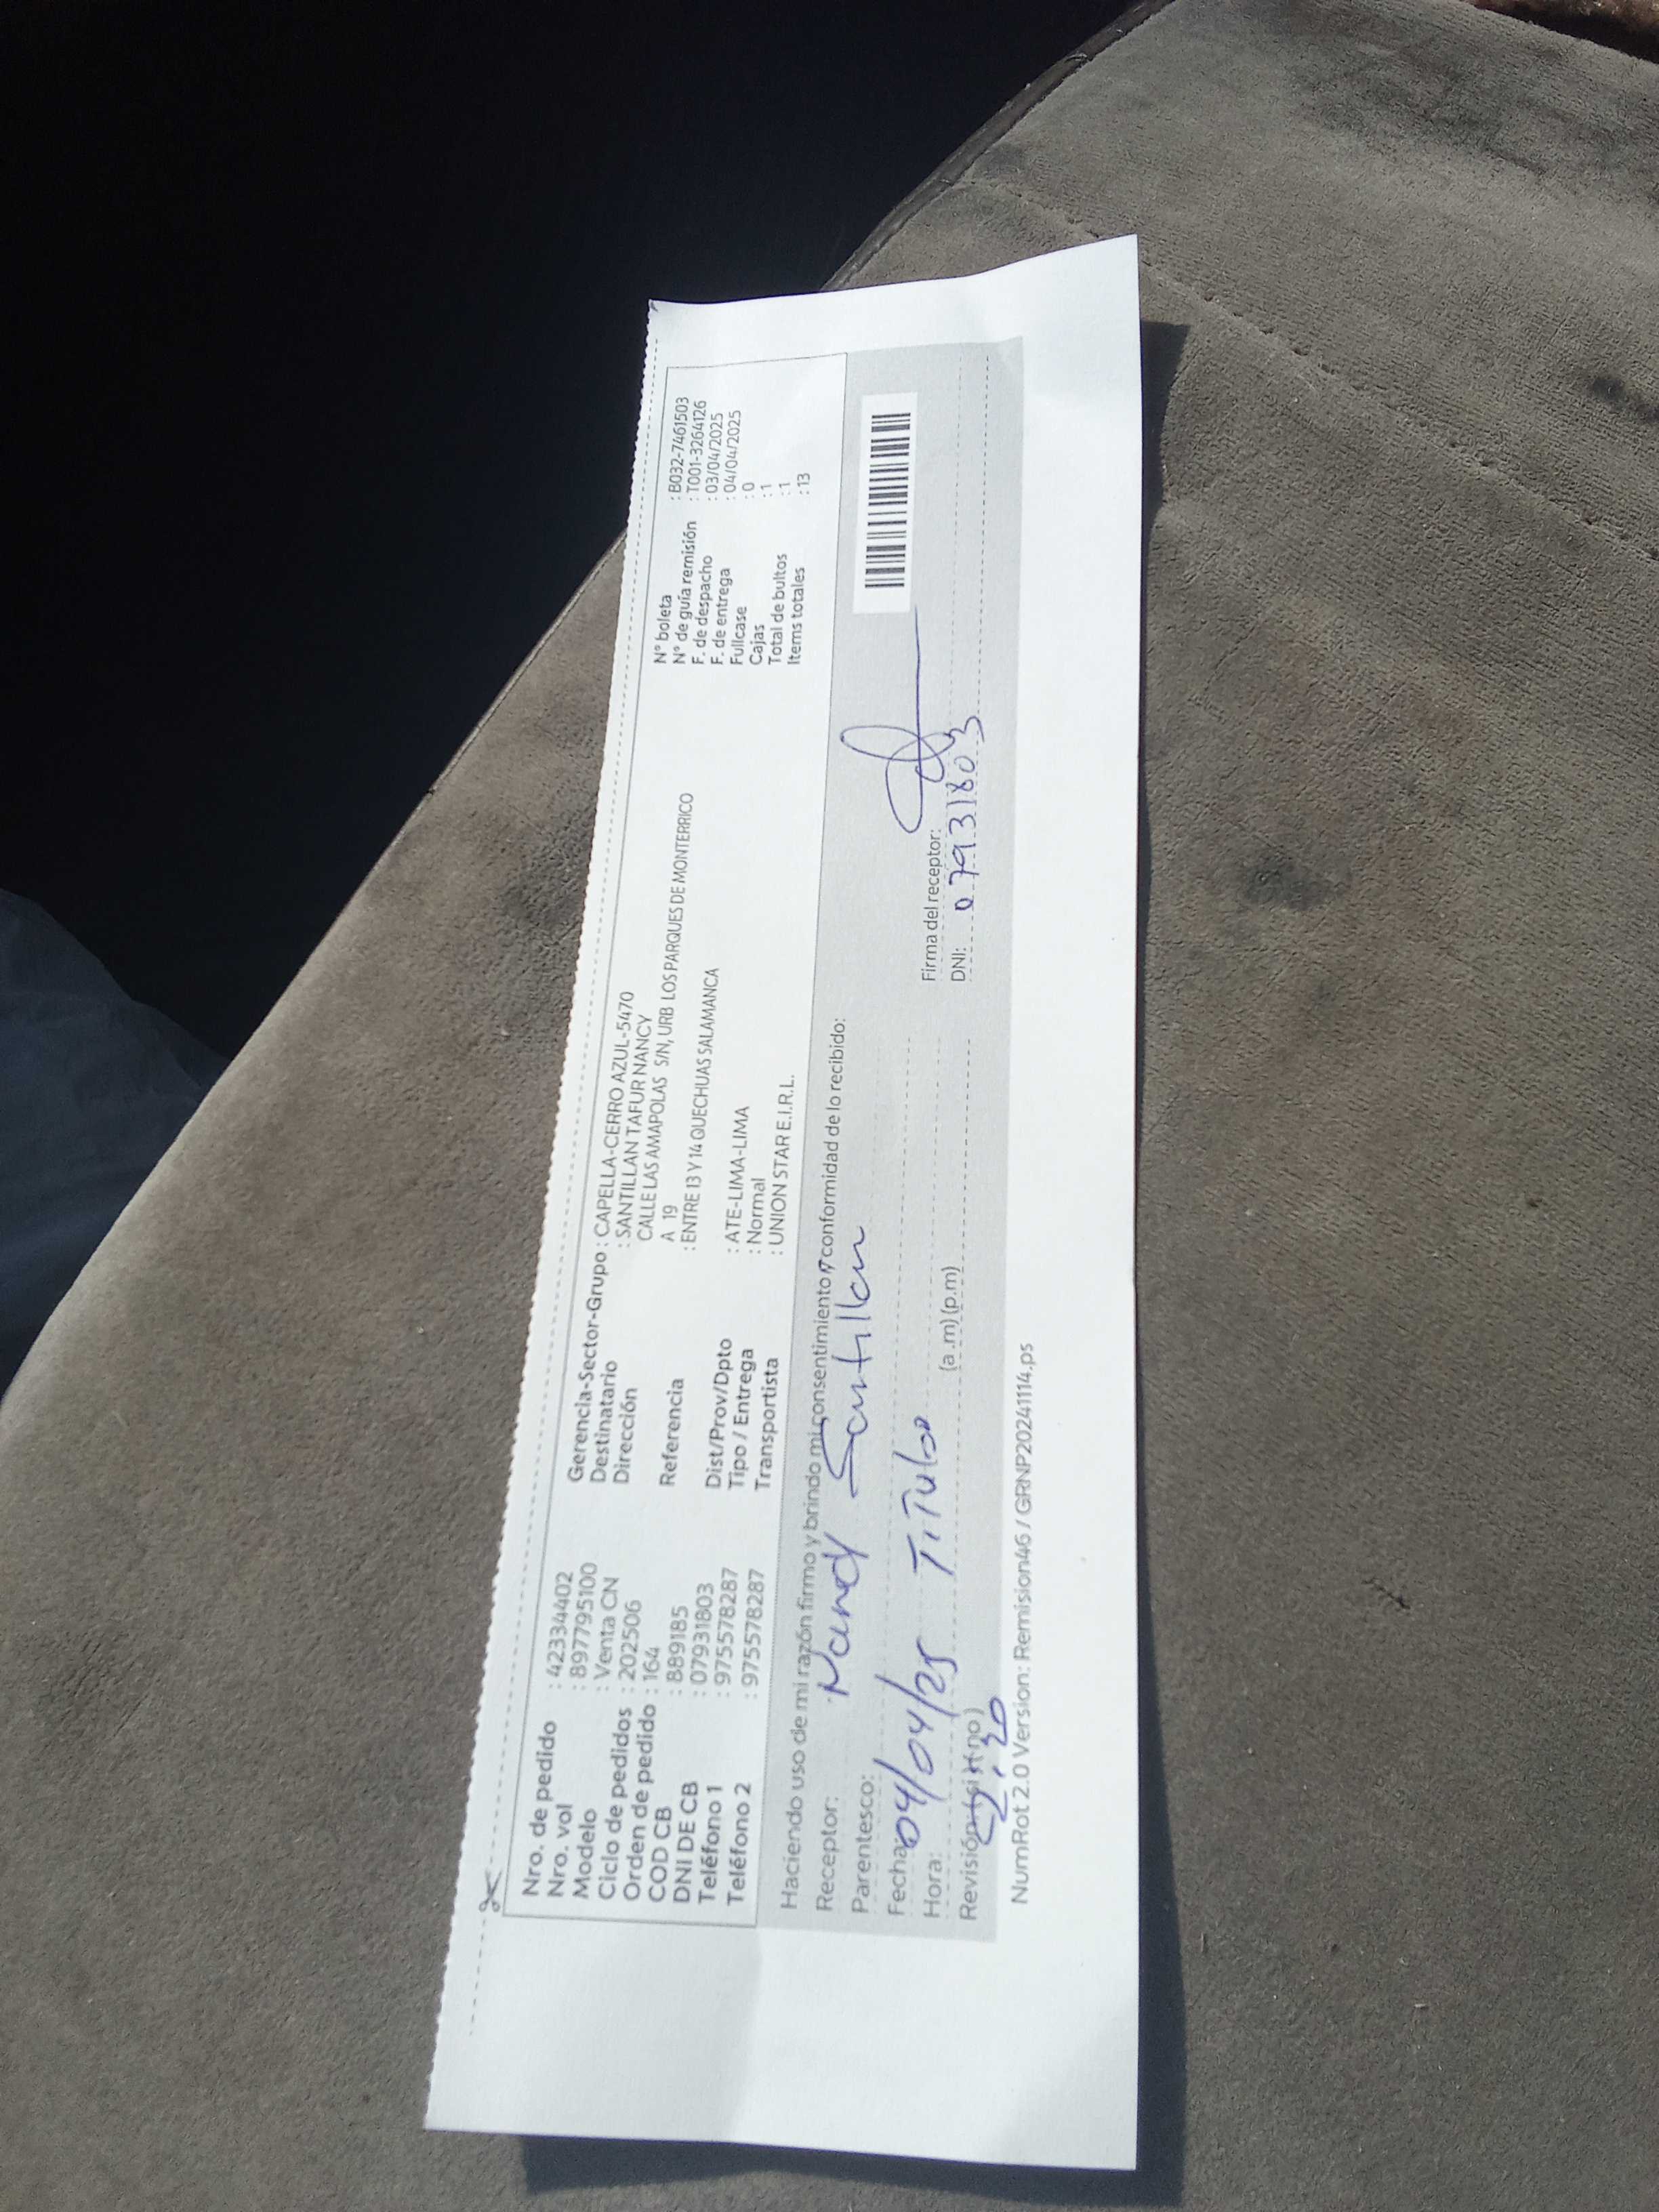 Nro. de pedido : 42334402
Nro. vol : 8977795100
Modelo : Venta CN
Ciclo de pedidos : 202506
Orden de pedido : 164
COD CB : 889185
DNI DE CB : 07931803
Teléfono 1 : 975578287
Teléfono 2 : 975578287
Gerencia-Sector-Grupo : CAPELLA-CERRO AZUL-5470
Destinatario : SANTILLAN TAFUR NANCY
Dirección CALLE LAS AMAPOLAS S/N, URB LOS PARQUES DE MONTERRICO
A 19
Referencia : ENTRE 13 Y 14 QUECHUAS SALAMANCA
Dist/Prov/Dpto : ATE-LIMA-LIMA
Tipo / Entrega : Normal
Transportista : UNION STAR E.I.R.L.
N° boleta : B032-7461503
N° de guía remisión : T001-3264126
F. de despacho : 03/04/2025
F. de entrega : 04/04/2025
Fullcase : 0
Cajas : 1
Total de bultos : 1
Items totales : 13
Haciendo uso de mi razón firmo y brindo mi consentimiento y conformidad de lo recibido:
Receptor: Nancy Santillan
Parentesco:
Fecha: 04/04/25 Titular
Hora: (a.m) (p.m)
Revisión: (si) (no)
Firma del receptor:
DNI: 07931803
NumRot 2.0 Version: Remision46 / GRNP20241114.ps